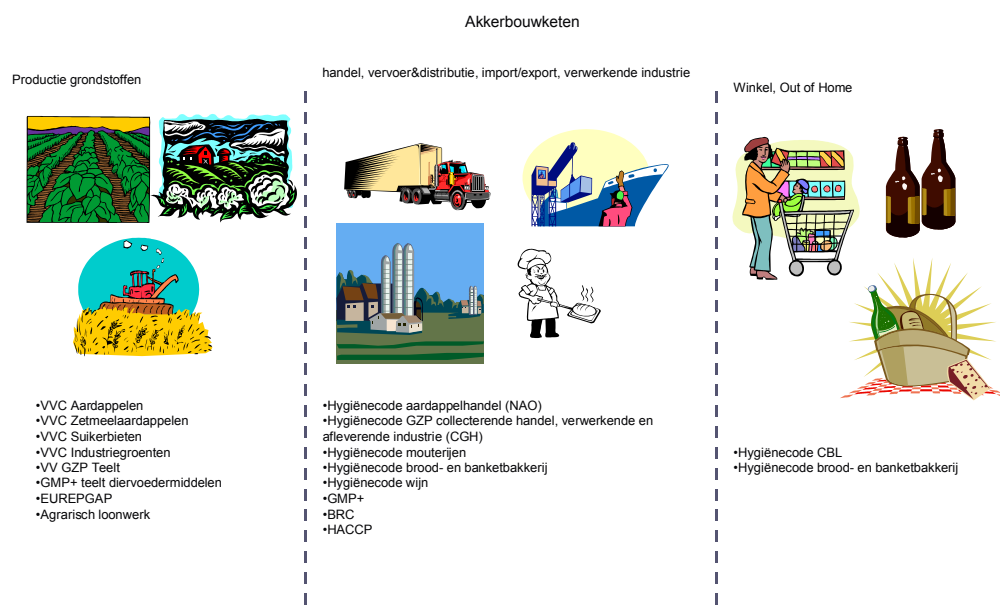 Akkerbouwketen
Productie grondstoffen
•VVC Aardappelen
•VVC Zetmeelaardappelen
•VVC Suikerbieten
•VVC Industriegroenten
•VV GZP Teelt
•GMP+ teelt diervoedermiddelen
•EUREPGAP
•Agrarisch loonwerk
handel, vervoer&distributie, import/export, verwerkende industrie
•Hygiënecode aardappelhandel (NAO)
•Hygiënecode GZP collecterende handel, verwerkende en
afleverende industrie (CGH)
•Hygiënecode mouterijen
•Hygiënecode brood- en banketbakkerij
•Hygiënecode wijn
•GMP+
•BRC
•HACCP
Winkel, Out of Home
•Hygiënecode CBL
•Hygiënecode brood- en banketbakkerij